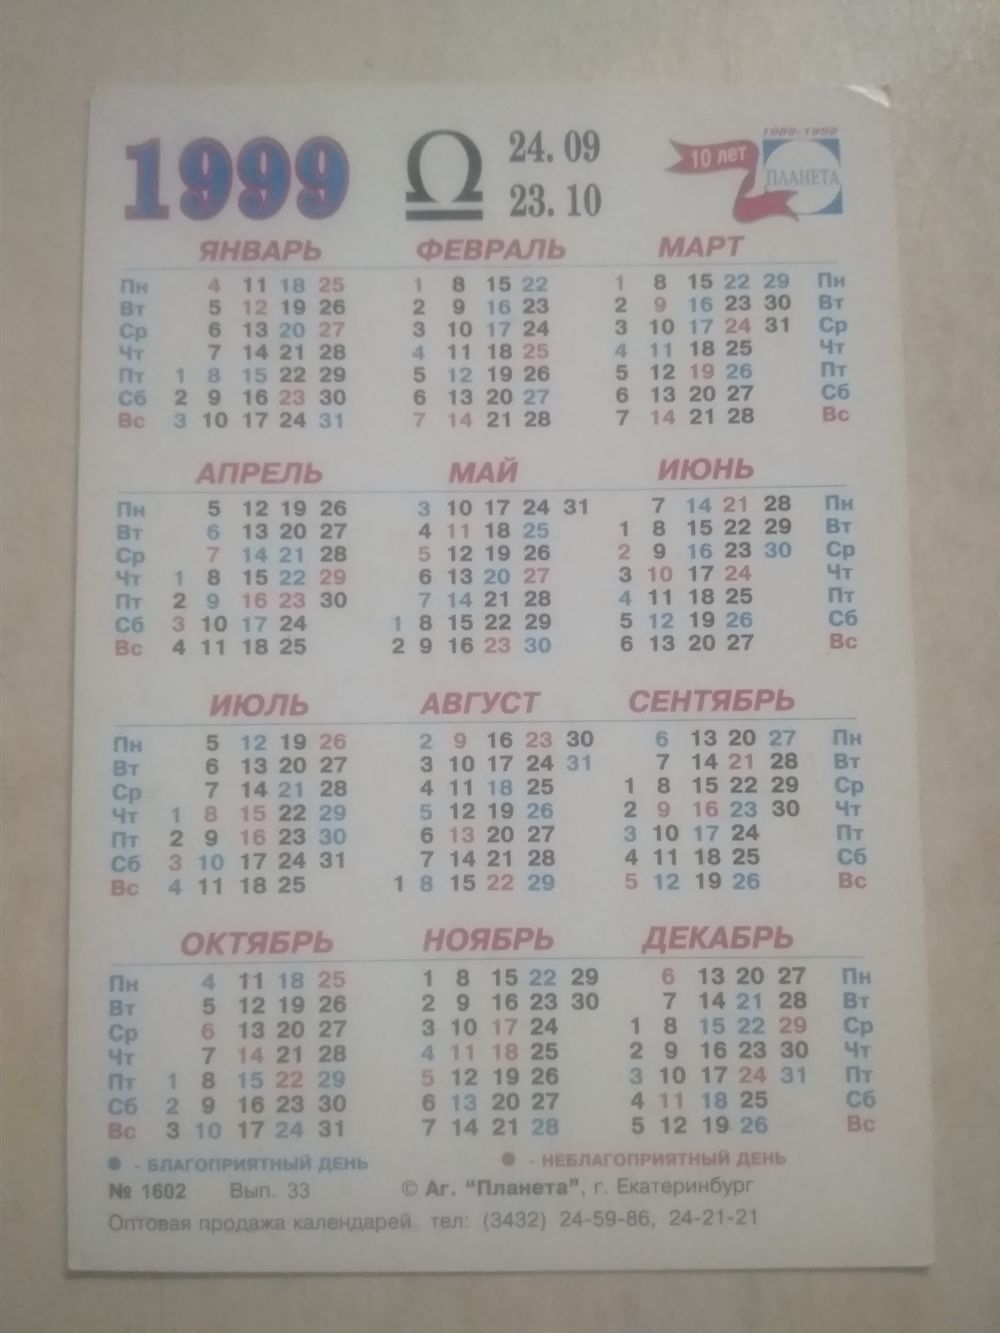 1999 24.09 1989-1999
23.10 10 лет ПЛАНЕТА
ЯНВАРЬ ФЕВРАЛЬ МАРТ
Пн 4 11 18 25 1 8 15 22 1 8 15 22 29 Пн
Вт 5 12 19 26 2 9 16 23 2 9 16 23 30 Вт
Ср 6 13 20 27 3 10 17 24 3 10 17 24 31 Ср
Чт 7 14 21 28 4 11 18 25 4 11 18 25 Чт
Пт 1 8 15 22 29 5 12 19 26 5 12 19 26 Пт
Сб 2 9 16 23 30 6 13 20 27 6 13 20 27 Сб
Вс 3 10 17 24 31 7 14 21 28 7 14 21 28 Вс
АПРЕЛЬ МАЙ ИЮНЬ
Пн 5 12 19 26 3 10 17 24 31 7 14 21 28 Пн
Вт 6 13 20 27 4 11 18 25 1 8 15 22 29 Вт
Ср 7 14 21 28 5 12 19 26 2 9 16 23 30 Ср
Чт 1 8 15 22 29 6 13 20 27 3 10 17 24 Чт
Пт 2 9 16 23 30 7 14 21 28 4 11 18 25 Пт
Сб 3 10 17 24 1 8 15 22 29 5 12 19 26 Сб
Вс 4 11 18 25 2 9 16 23 30 6 13 20 27 Вс
ИЮЛЬ АВГУСТ СЕНТЯБРЬ
Пн 5 12 19 26 2 9 16 23 30 6 13 20 27 Пн
Вт 6 13 20 27 3 10 17 24 31 7 14 21 28 Вт
Ср 7 14 21 28 4 11 18 25 1 8 15 22 29 Ср
Чт 1 8 15 22 29 5 12 19 26 2 9 16 23 30 Чт
Пт 2 9 16 23 30 6 13 20 27 3 10 17 24 Пт
Сб 3 10 17 24 31 7 14 21 28 4 11 18 25 Сб
Вс 4 11 18 25 1 8 15 22 29 5 12 19 26 Вс
ОКТЯБРЬ НОЯБРЬ ДЕКАБРЬ
Пн 4 11 18 25 1 8 15 22 29 6 13 20 27 Пн
Вт 5 12 19 26 2 9 16 23 30 7 14 21 28 Вт
Ср 6 13 20 27 3 10 17 24 1 8 15 22 29 Ср
Чт 7 14 21 28 4 11 18 25 2 9 16 23 30 Чт
Пт 1 8 15 22 29 5 12 19 26 3 10 17 24 31 Пт
Сб 2 9 16 23 30 6 13 20 27 4 11 18 25 Сб
Вс 3 10 17 24 31 7 14 21 28 5 12 19 26 Вс
- БЛАГОПРИЯТНЫЙ ДЕНЬ - НЕБЛАГОПРИЯТНЫЙ ДЕНЬ
№ 1602 Вып. 33 © Аг. "Планета", г. Екатеринбург
Оптовая продажа календарей тел: (3432) 24-59-86, 24-21-21